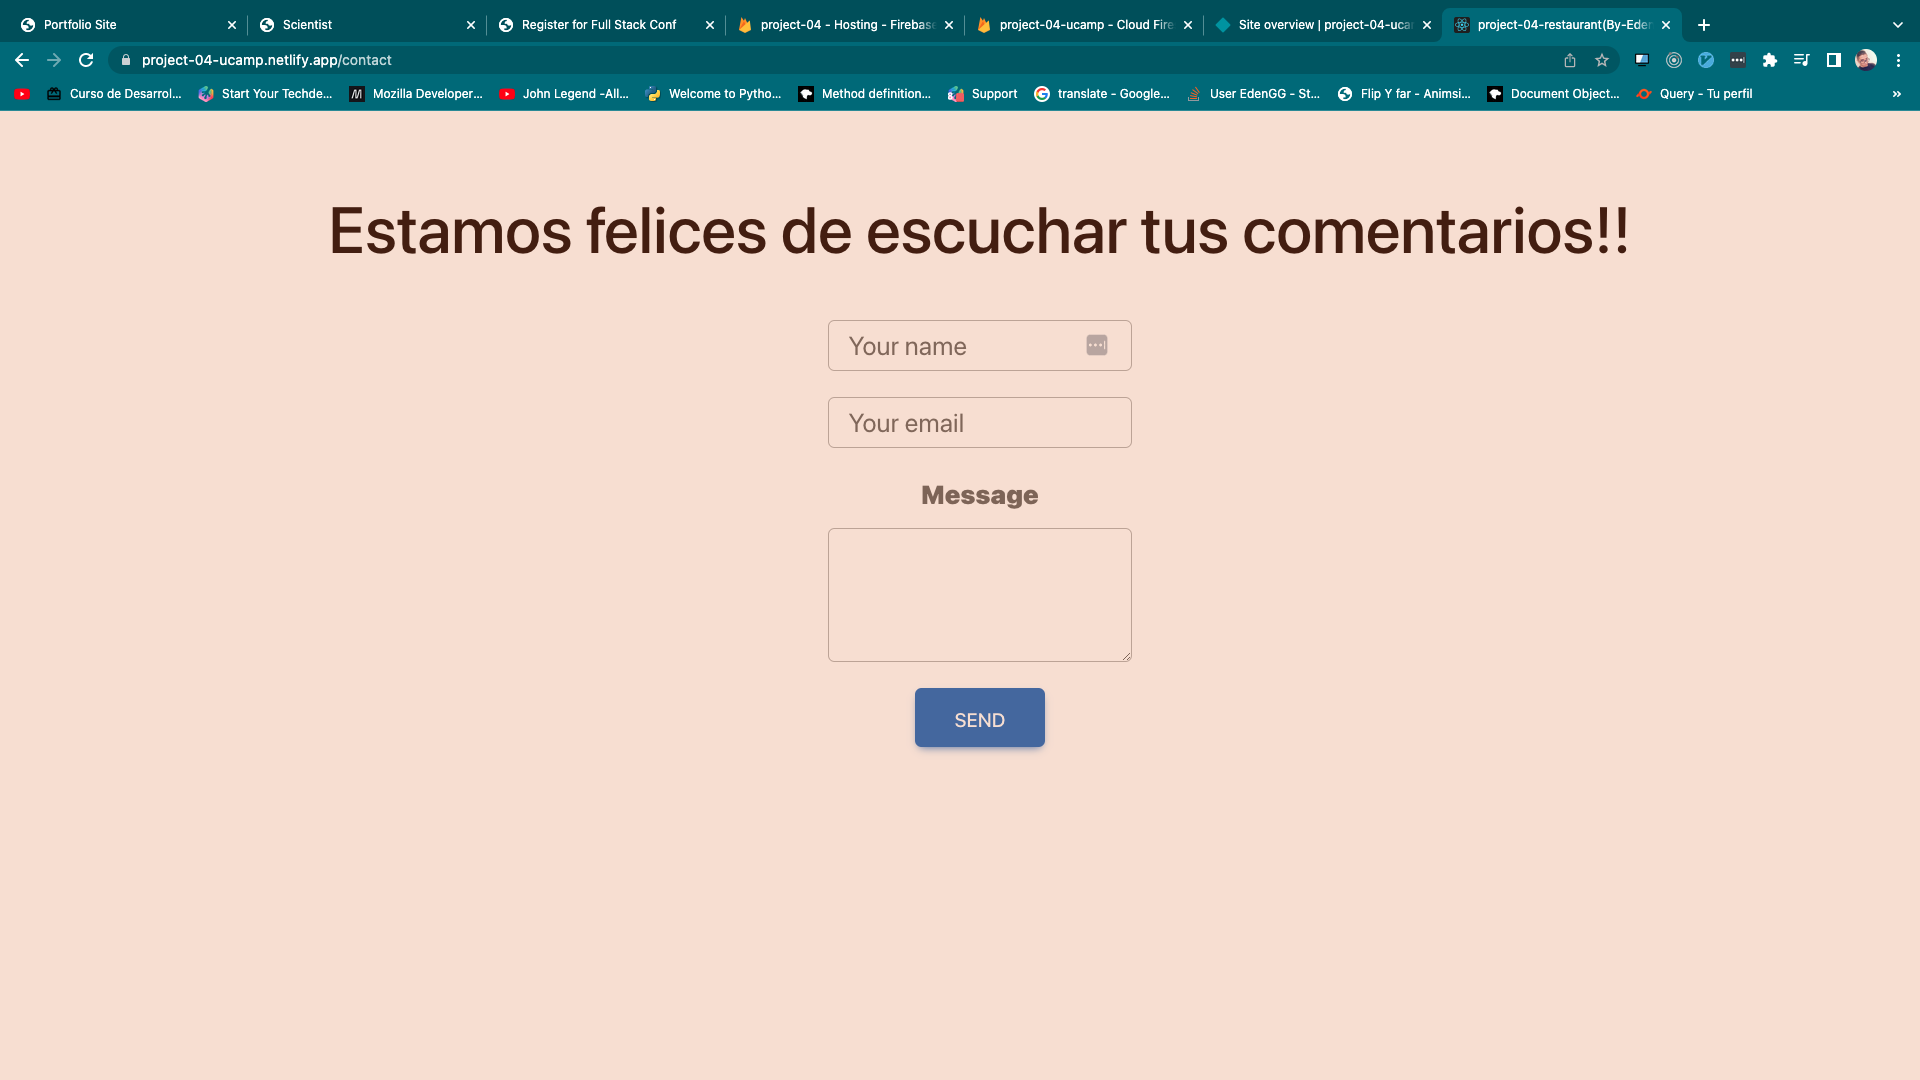 Portfolio Site
Scientist
Register for Full Stack Conf
project-04 - Hosting - Firebase
project-04-ucamp - Cloud Fire
Site overview | project-04-uca
project-04-restaurant(By-Eden
project-04-ucamp.netlify.app/contact
Curso de Desarrol...
Start Your Techde...
Mozilla Developer...
John Legend -All...
Welcome to Pytho...
Method definition...
Support
translate - Google...
User EdenGG - St...
Flip Y far - Animsi...
Document Object...
Query - Tu perfil
»
Estamos felices de escuchar tus comentarios!!
Your name
Your email
Message
SEND